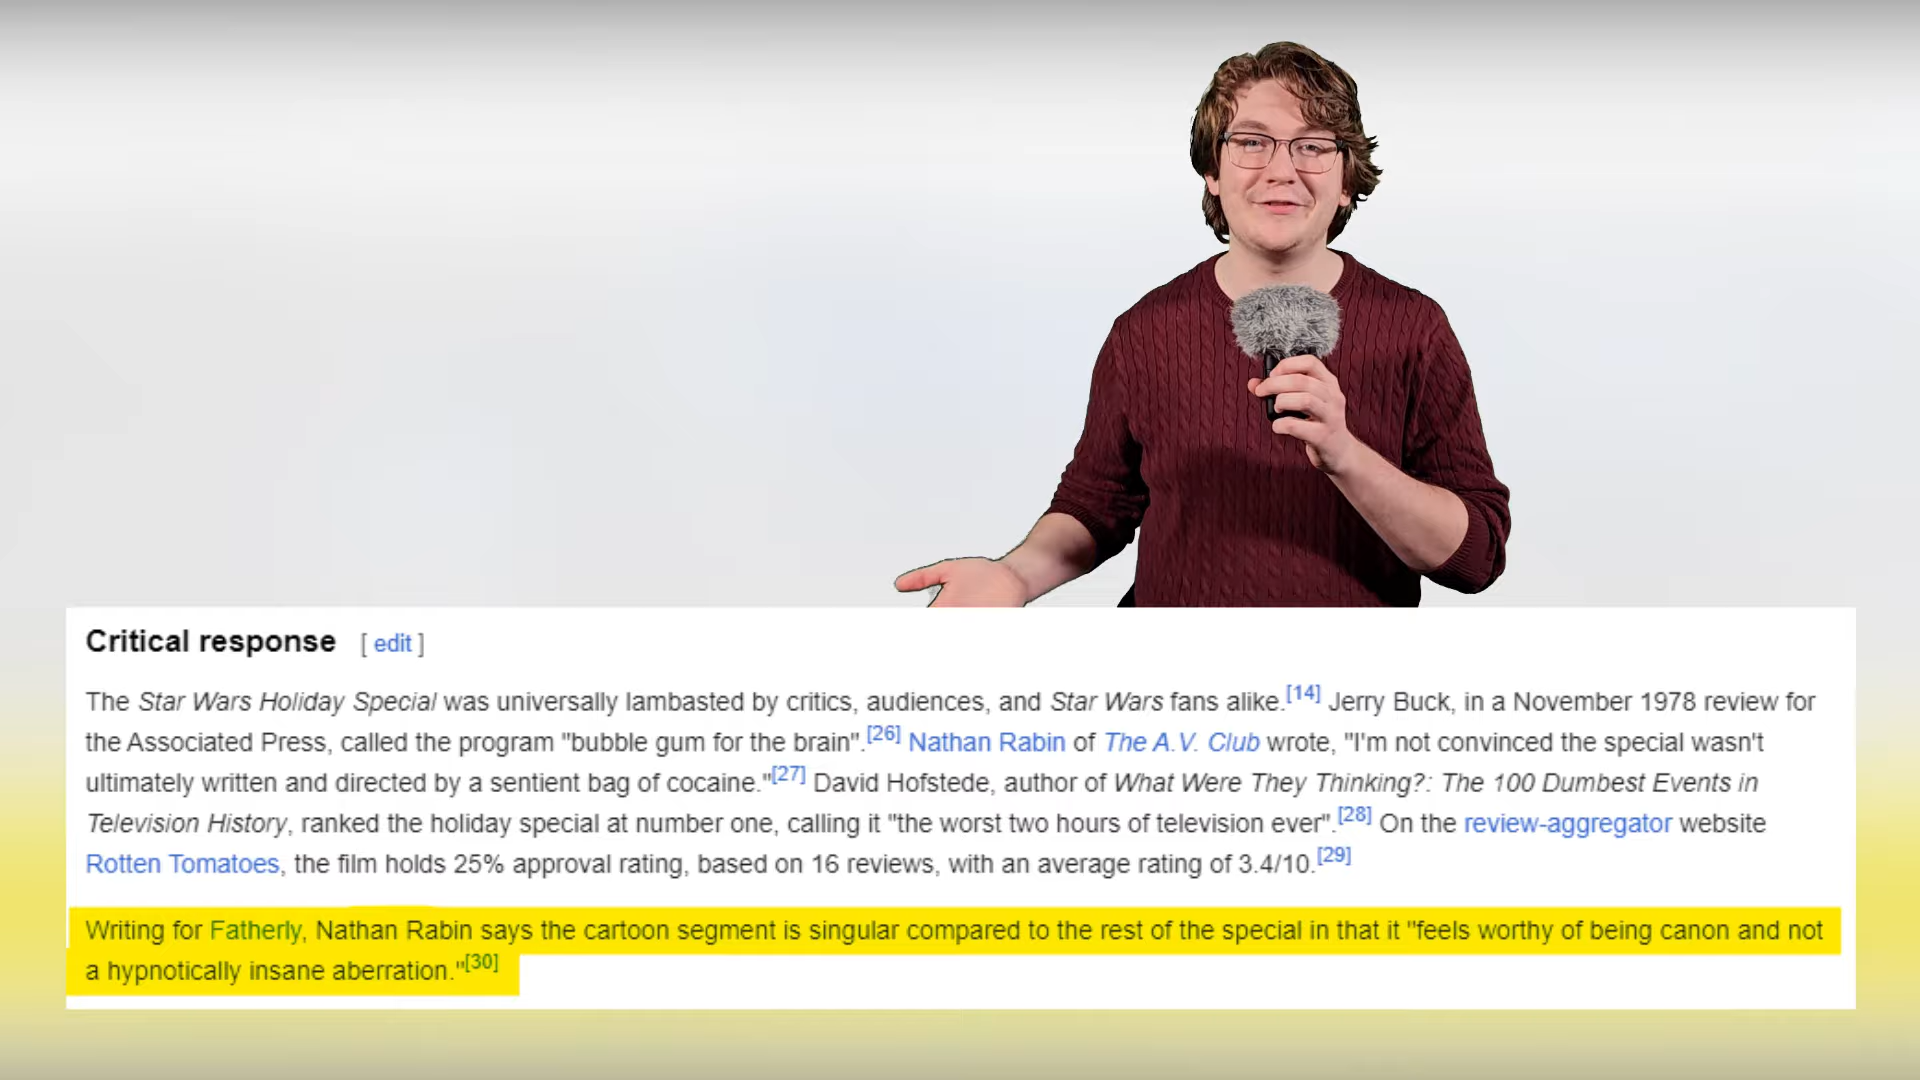 Critical response [ edit ]
The Star Wars Holiday Special was universally lambasted by critics, audiences, and Star Wars fans alike.[14] Jerry Buck, in a November 1978 review for
the Associated Press, called the program "bubble gum for the brain".[26] Nathan Rabin of The A.V. Club wrote, "I'm not convinced the special wasn't
ultimately written and directed by a sentient bag of cocaine."[27] David Hofstede, author of What Were They Thinking?: The 100 Dumbest Events in
Television History, ranked the holiday special at number one, calling it "the worst two hours of television ever".[28] On the review-aggregator website
Rotten Tomatoes, the film holds 25% approval rating, based on 16 reviews, with an average rating of 3.4/10.[29]
Writing for Fatherly, Nathan Rabin says the cartoon segment is singular compared to the rest of the special in that it "feels worthy of being canon and not
a hypnotically insane aberration."[30]